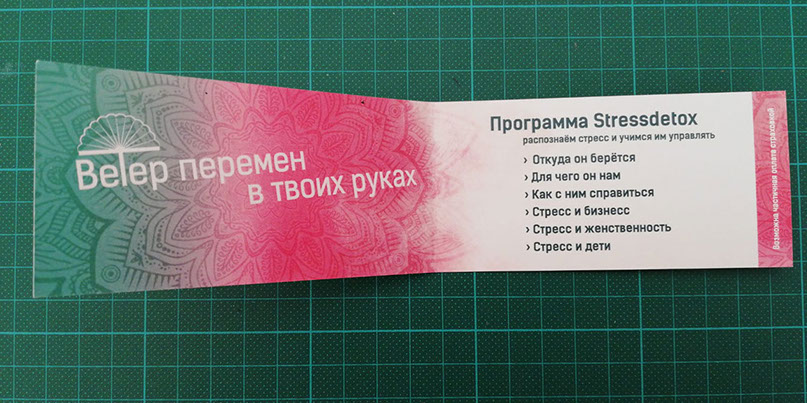 Ветер перемен
в твоих руках
Программа Stressdetox
распознаём стресс и учимся им управлять
› Откуда он берётся
› Для чего он нам
› Как с ним справиться
› Стресс и бизнесс
› Стресс и женственность
› Стресс и дети
Возможна частичная оплата страховкой